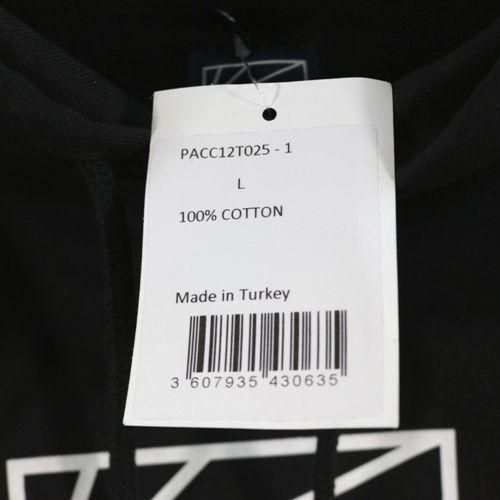 PACC12T025 - 1
L
100% COTTON
Made in Turkey
3 607935 430635